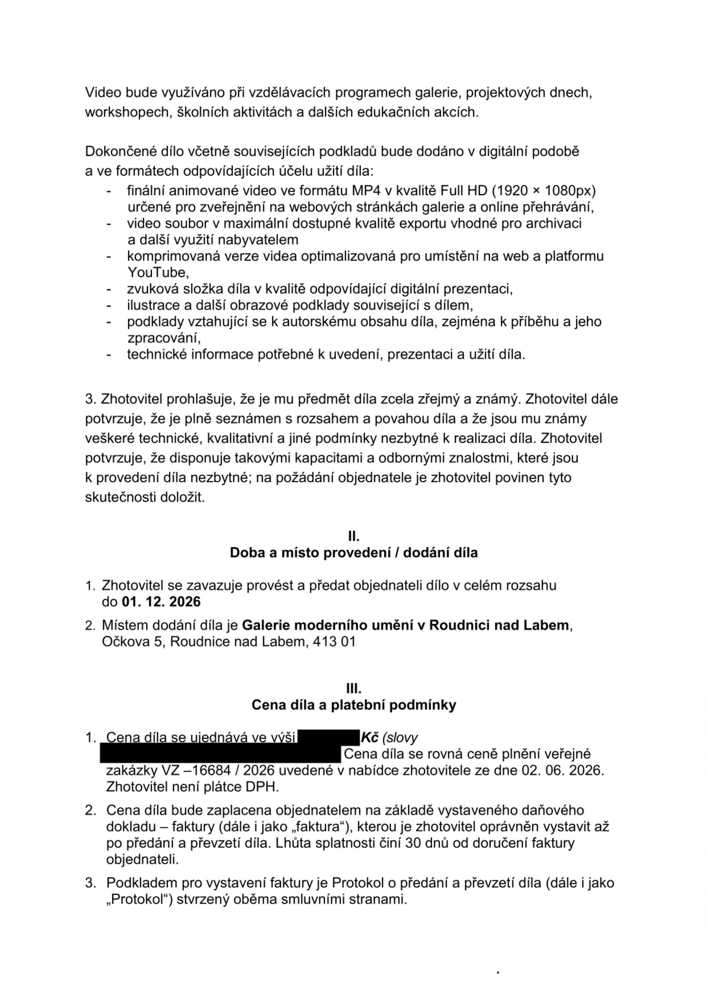 Video bude využíváno při vzdělávacích programech galerie, projektových dnech,
workshopech, školních aktivitách a dalších edukačních akcích.
Dokončené dílo včetně souvisejících podkladů bude dodáno v digitální podobě
a ve formátech odpovídajících účelu užití díla:
- finální animované video ve formátu MP4 v kvalitě Full HD (1920 × 1080px)
určené pro zveřejnění na webových stránkách galerie a online přehrávání,
- video soubor v maximální dostupné kvalitě exportu vhodné pro archivaci
a další využití nabyvatelem
- komprimovaná verze videa optimalizovaná pro umístění na web a platformu
YouTube,
- zvuková složka díla v kvalitě odpovídající digitální prezentaci,
- ilustrace a další obrazové podklady související s dílem,
- podklady vztahující se k autorskému obsahu díla, zejména k příběhu a jeho
zpracování,
- technické informace potřebné k uvedení, prezentaci a užití díla.
3. Zhotovitel prohlašuje, že je mu předmět díla zcela zřejmý a známý. Zhotovitel dále
potvrzuje, že je plně seznámen s rozsahem a povahou díla a že jsou mu známy
veškeré technické, kvalitativní a jiné podmínky nezbytné k realizaci díla. Zhotovitel
potvrzuje, že disponuje takovými kapacitami a odbornými znalostmi, které jsou
k provedení díla nezbytné; na požádání objednatele je zhotovitel povinen tyto
skutečnosti doložit.
II.
Doba a místo provedení / dodání díla
1. Zhotovitel se zavazuje provést a předat objednateli dílo v celém rozsahu
do 01. 12. 2026
2. Místem dodání díla je Galerie moderního umění v Roudnici nad Labem,
Očkova 5, Roudnice nad Labem, 413 01
III.
Cena díla a platební podmínky
1. Cena díla se ujednává ve výši Kč (slovy
Cena díla se rovná ceně plnění veřejné
zakázky VZ –16684 / 2026 uvedené v nabídce zhotovitele ze dne 02. 06. 2026.
Zhotovitel není plátce DPH.
2. Cena díla bude zaplacena objednatelem na základě vystaveného daňového
dokladu – faktury (dále i jako „faktura“), kterou je zhotovitel oprávněn vystavit až
po předání a převzetí díla. Lhůta splatnosti činí 30 dnů od doručení faktury
objednateli.
3. Podkladem pro vystavení faktury je Protokol o předání a převzetí díla (dále i jako
„Protokol“) stvrzený oběma smluvními stranami.